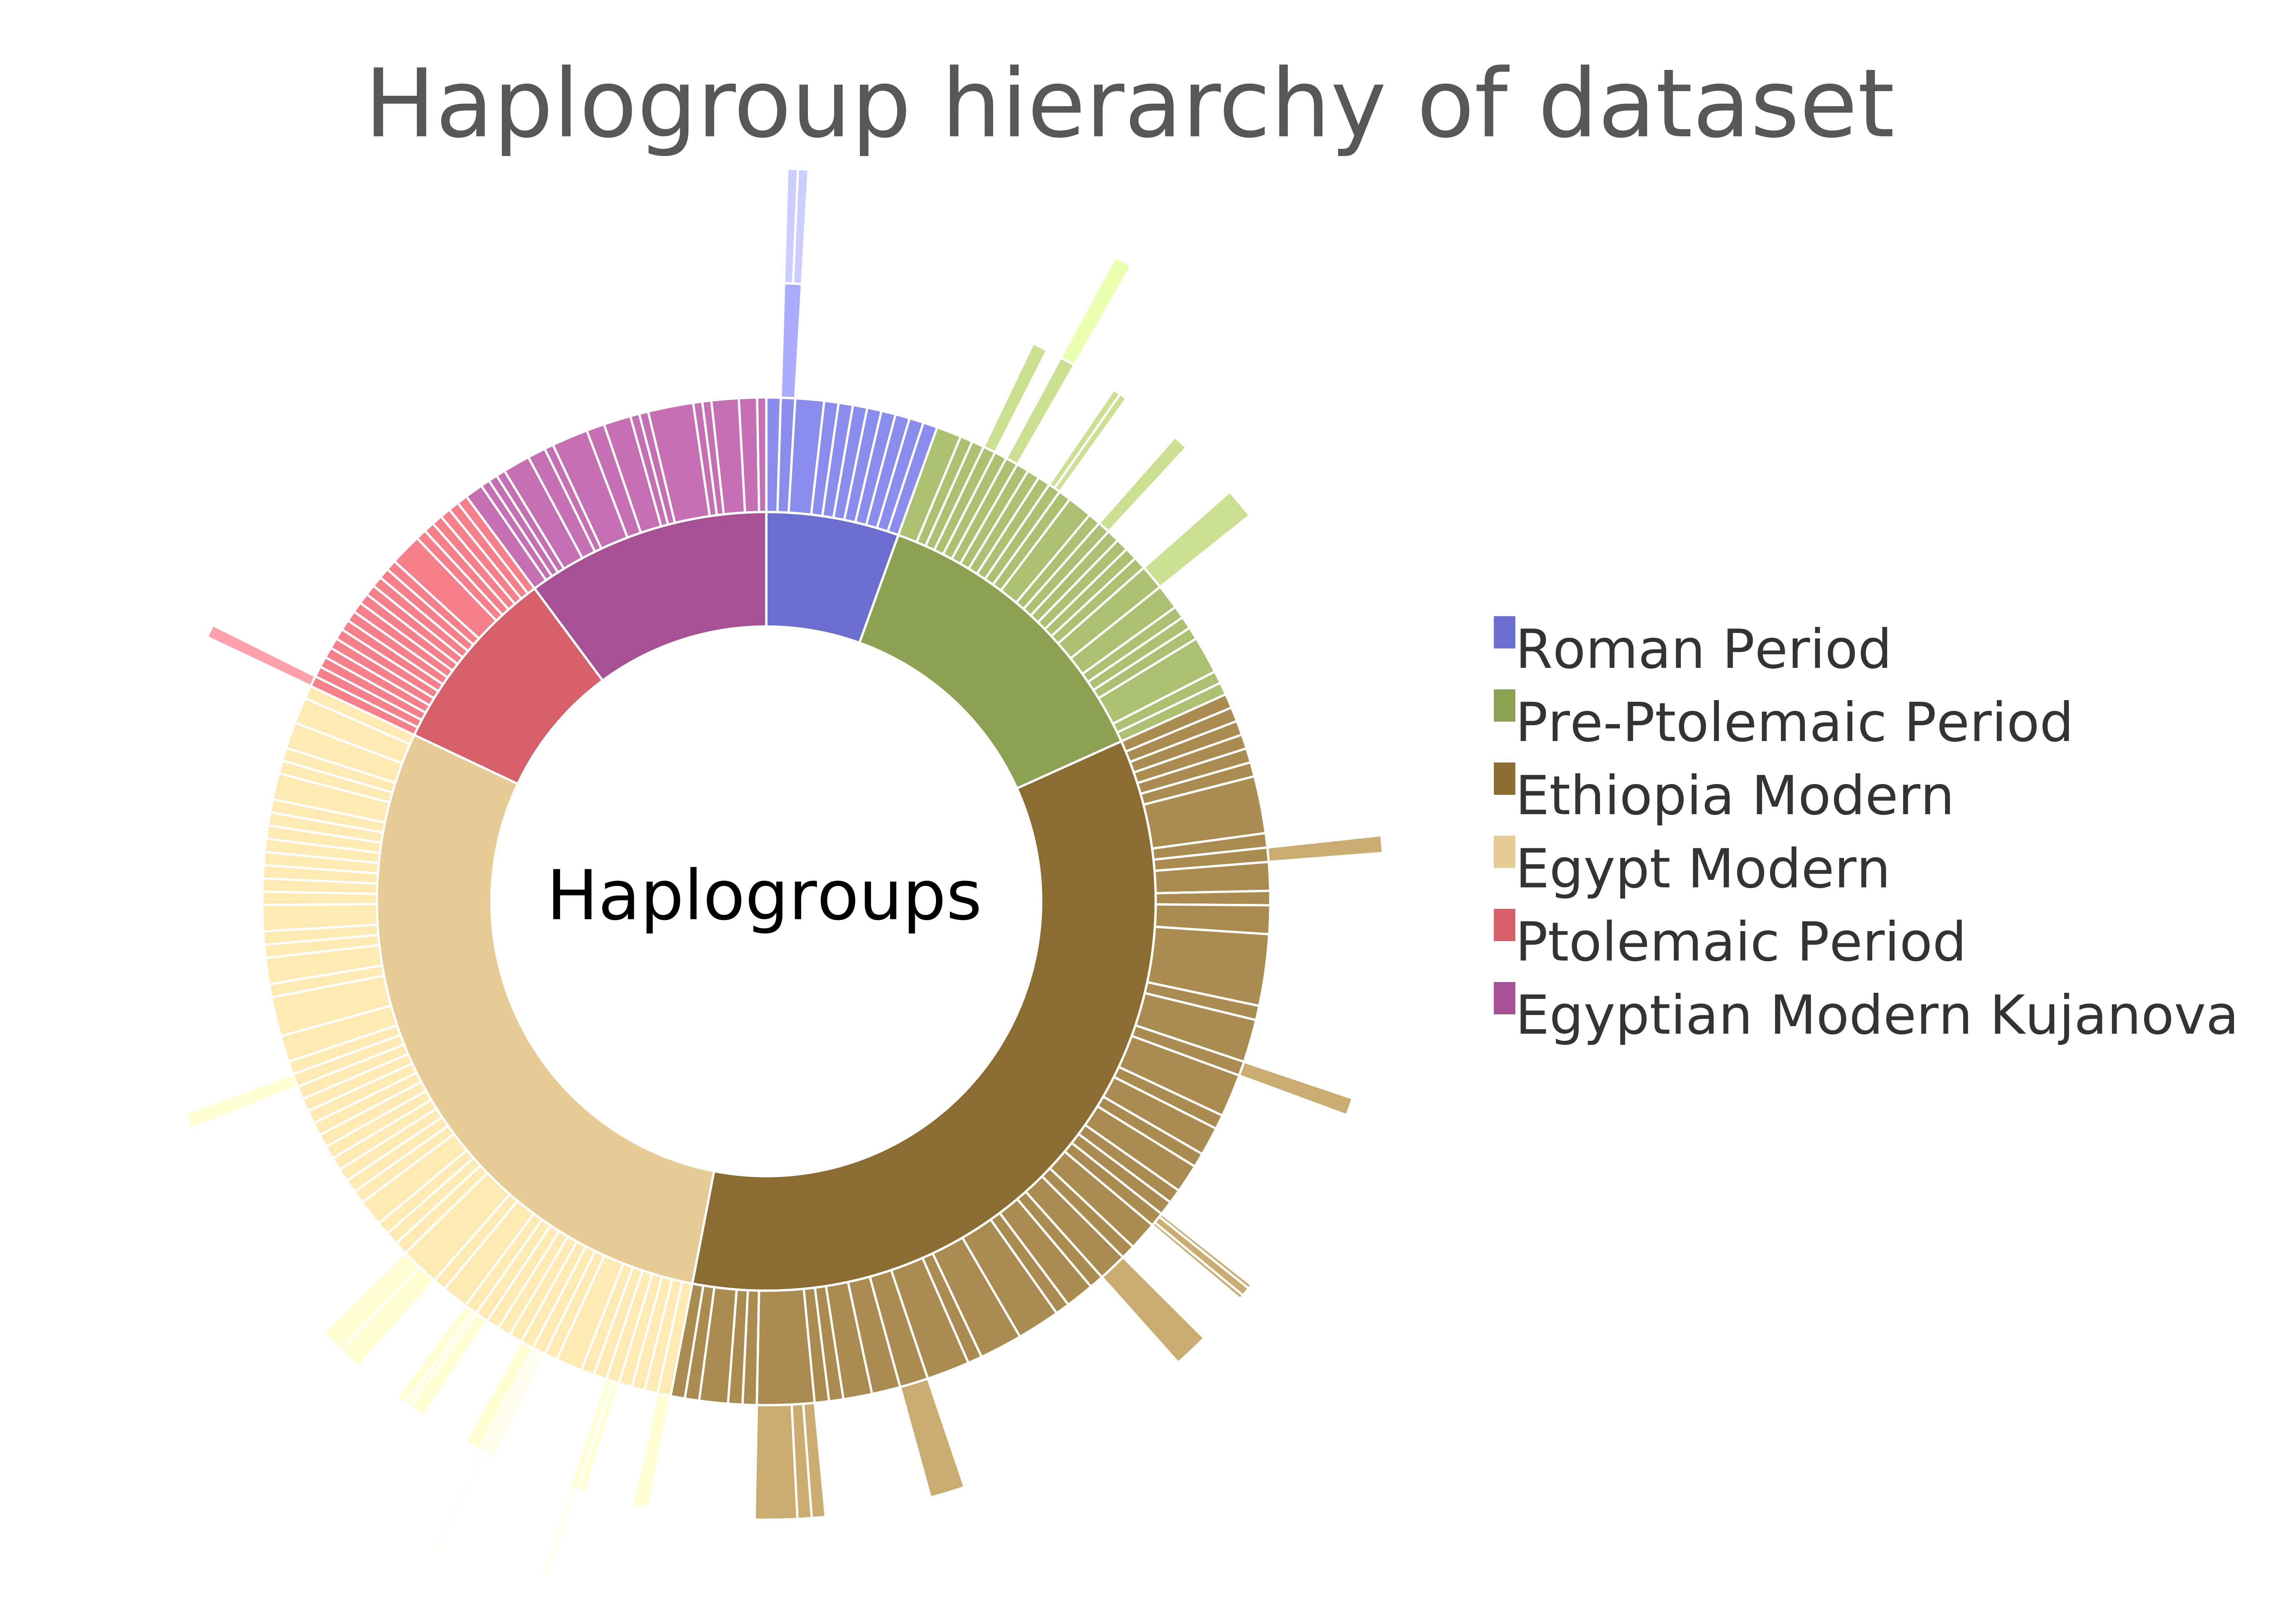 Haplogroup hierarchy of dataset
Haplogroups
Roman Period
Pre-Ptolemaic Period
Ethiopia Modern
Egypt Modern
Ptolemaic Period
Egyptian Modern Kujanova